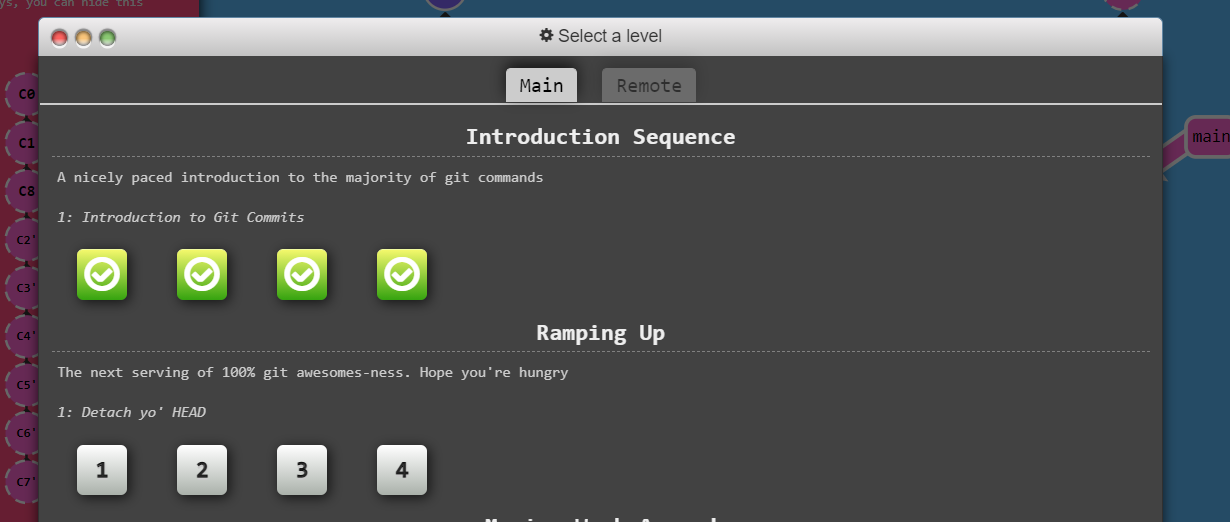 ys, you can hide this
Select a level
Main
Remote
Introduction Sequence
A nicely paced introduction to the majority of git commands
1: Introduction to Git Commits
Ramping Up
The next serving of 100% git awesomes-ness. Hope you're hungry
1: Detach yo' HEAD
1 2 3 4
C0
C1
C8
C2'
C3'
C4'
C5'
C6'
C7'
main